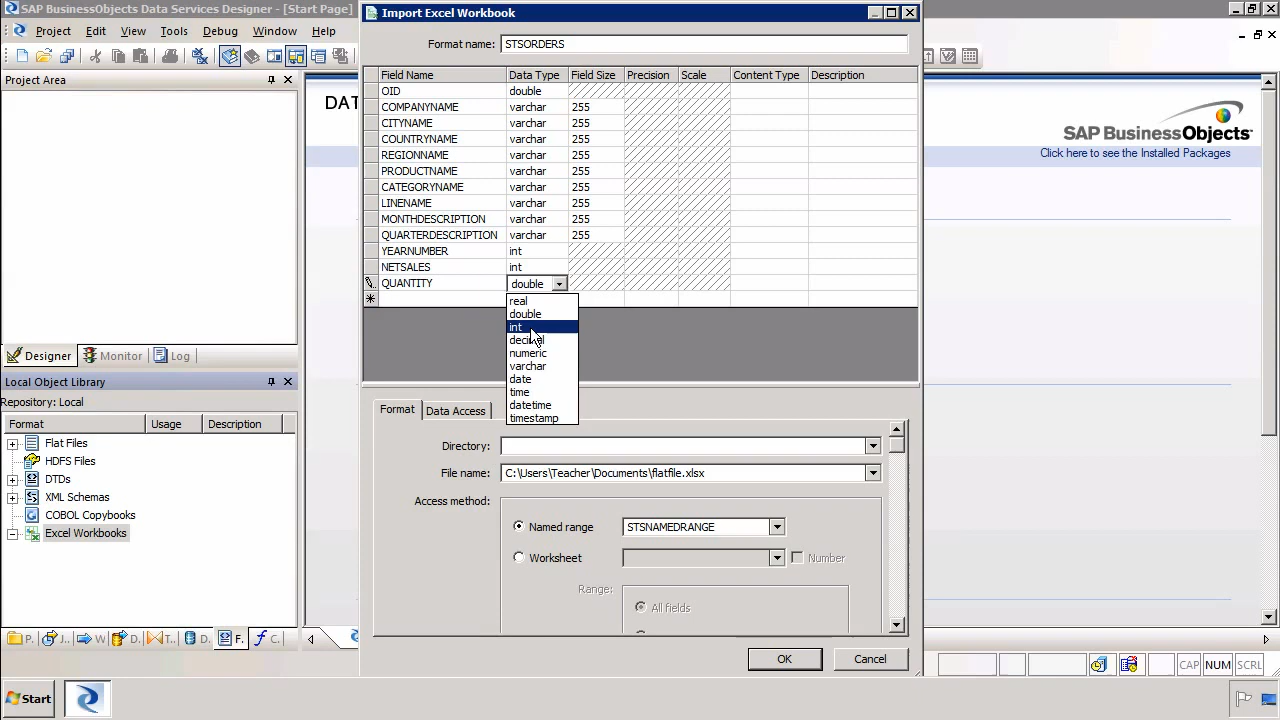 SAP BusinessObjects Data Services Designer - [Start Page]
Import Excel Workbook
Project Edit View Tools Debug Window Help
Format name: STSORDERS
Project Area
Field Name Data Type Field Size Precision Scale Content Type Description
OID double
COMPANYNAME varchar 255
CITYNAME varchar 255
COUNTRYNAME varchar 255
REGIONNAME varchar 255
PRODUCTNAME varchar 255
CATEGORYNAME varchar 255
LINENAME varchar 255
MONTHDESCRIPTION varchar 255
QUARTERDESCRIPTION varchar 255
YEARNUMBER int
NETSALES int
QUANTITY double
real
double
int
numeric
varchar
date
time
datetime
timestamp
DAT
SAP BusinessObjects
Click here to see the Installed Packages
Designer Monitor Log
Local Object Library
Repository: Local
Format Usage Description
Flat Files
HDFS Files
DTDs
XML Schemas
COBOL Copybooks
Excel Workbooks
P. J.. W D. T.. D. F. C.
Format Data Access
Directory:
File name: C:\Users\Teacher\Documents\flatfile.xlsx
Access method:
Named range STSNAMEDRANGE
Worksheet Number
Range:
All fields
OK Cancel
CAP NUM SCRL
Start